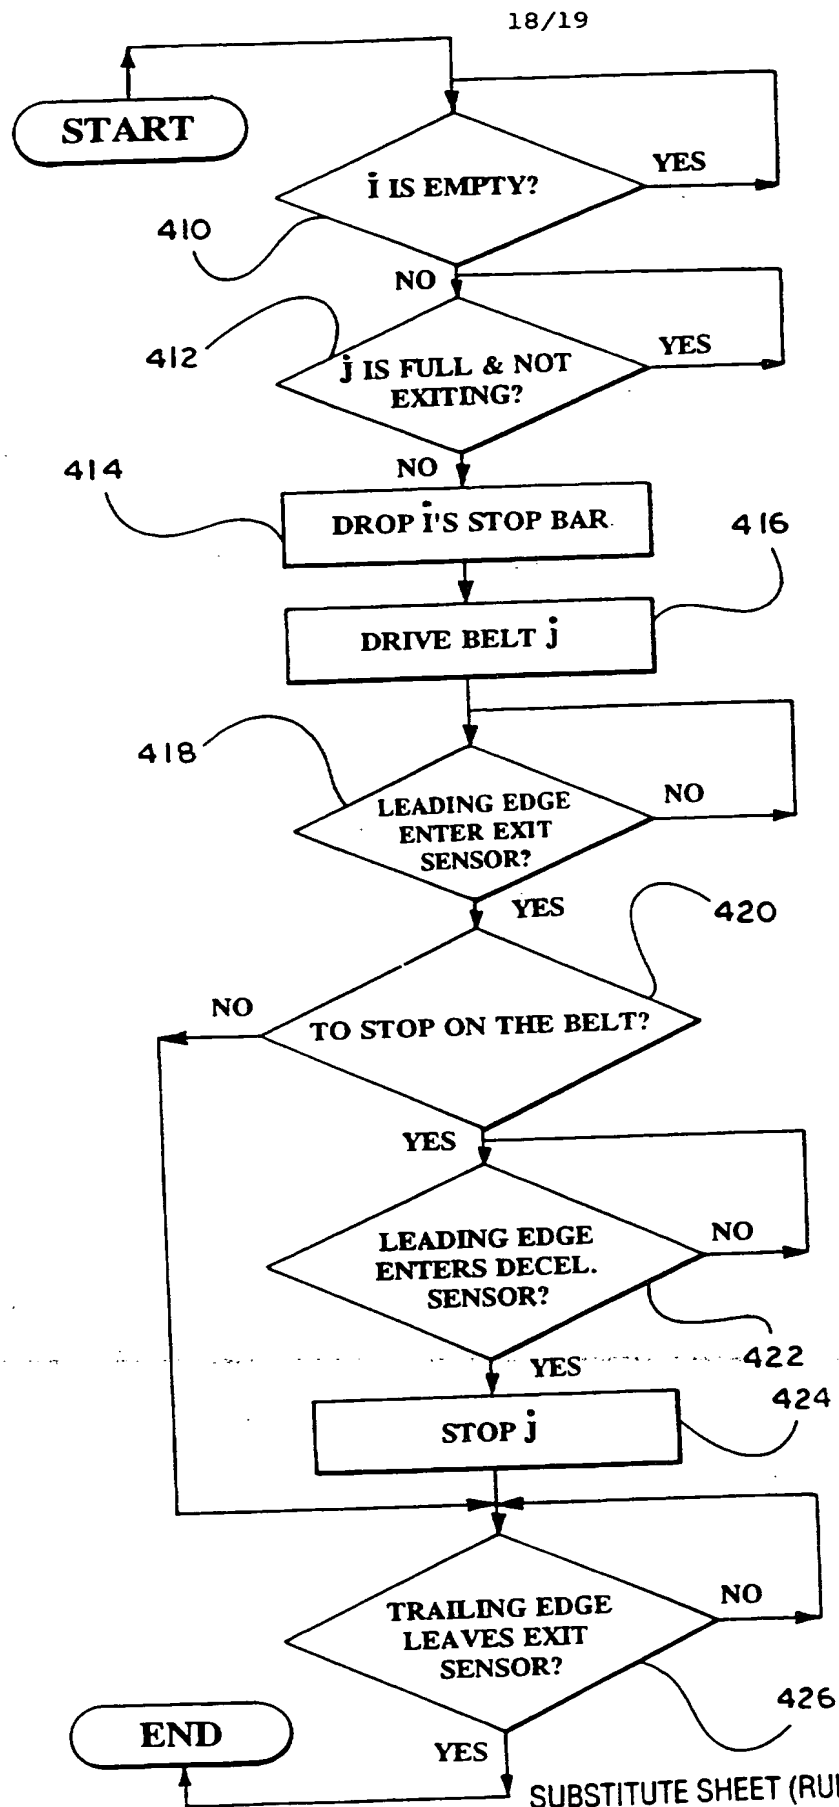 18/19
START
i IS EMPTY?
YES
410
NO
412
j IS FULL & NOT
EXITING?
YES
NO
414
DROP i'S STOP BAR
416
DRIVE BELT j
418
LEADING EDGE
ENTER EXIT
SENSOR?
NO
YES
420
NO
TO STOP ON THE BELT?
YES
LEADING EDGE
ENTERS DECEL.
SENSOR?
NO
422
YES
424
STOP j
TRAILING EDGE
LEAVES EXIT
SENSOR?
NO
426
END
YES
SUBSTITUTE SHEET